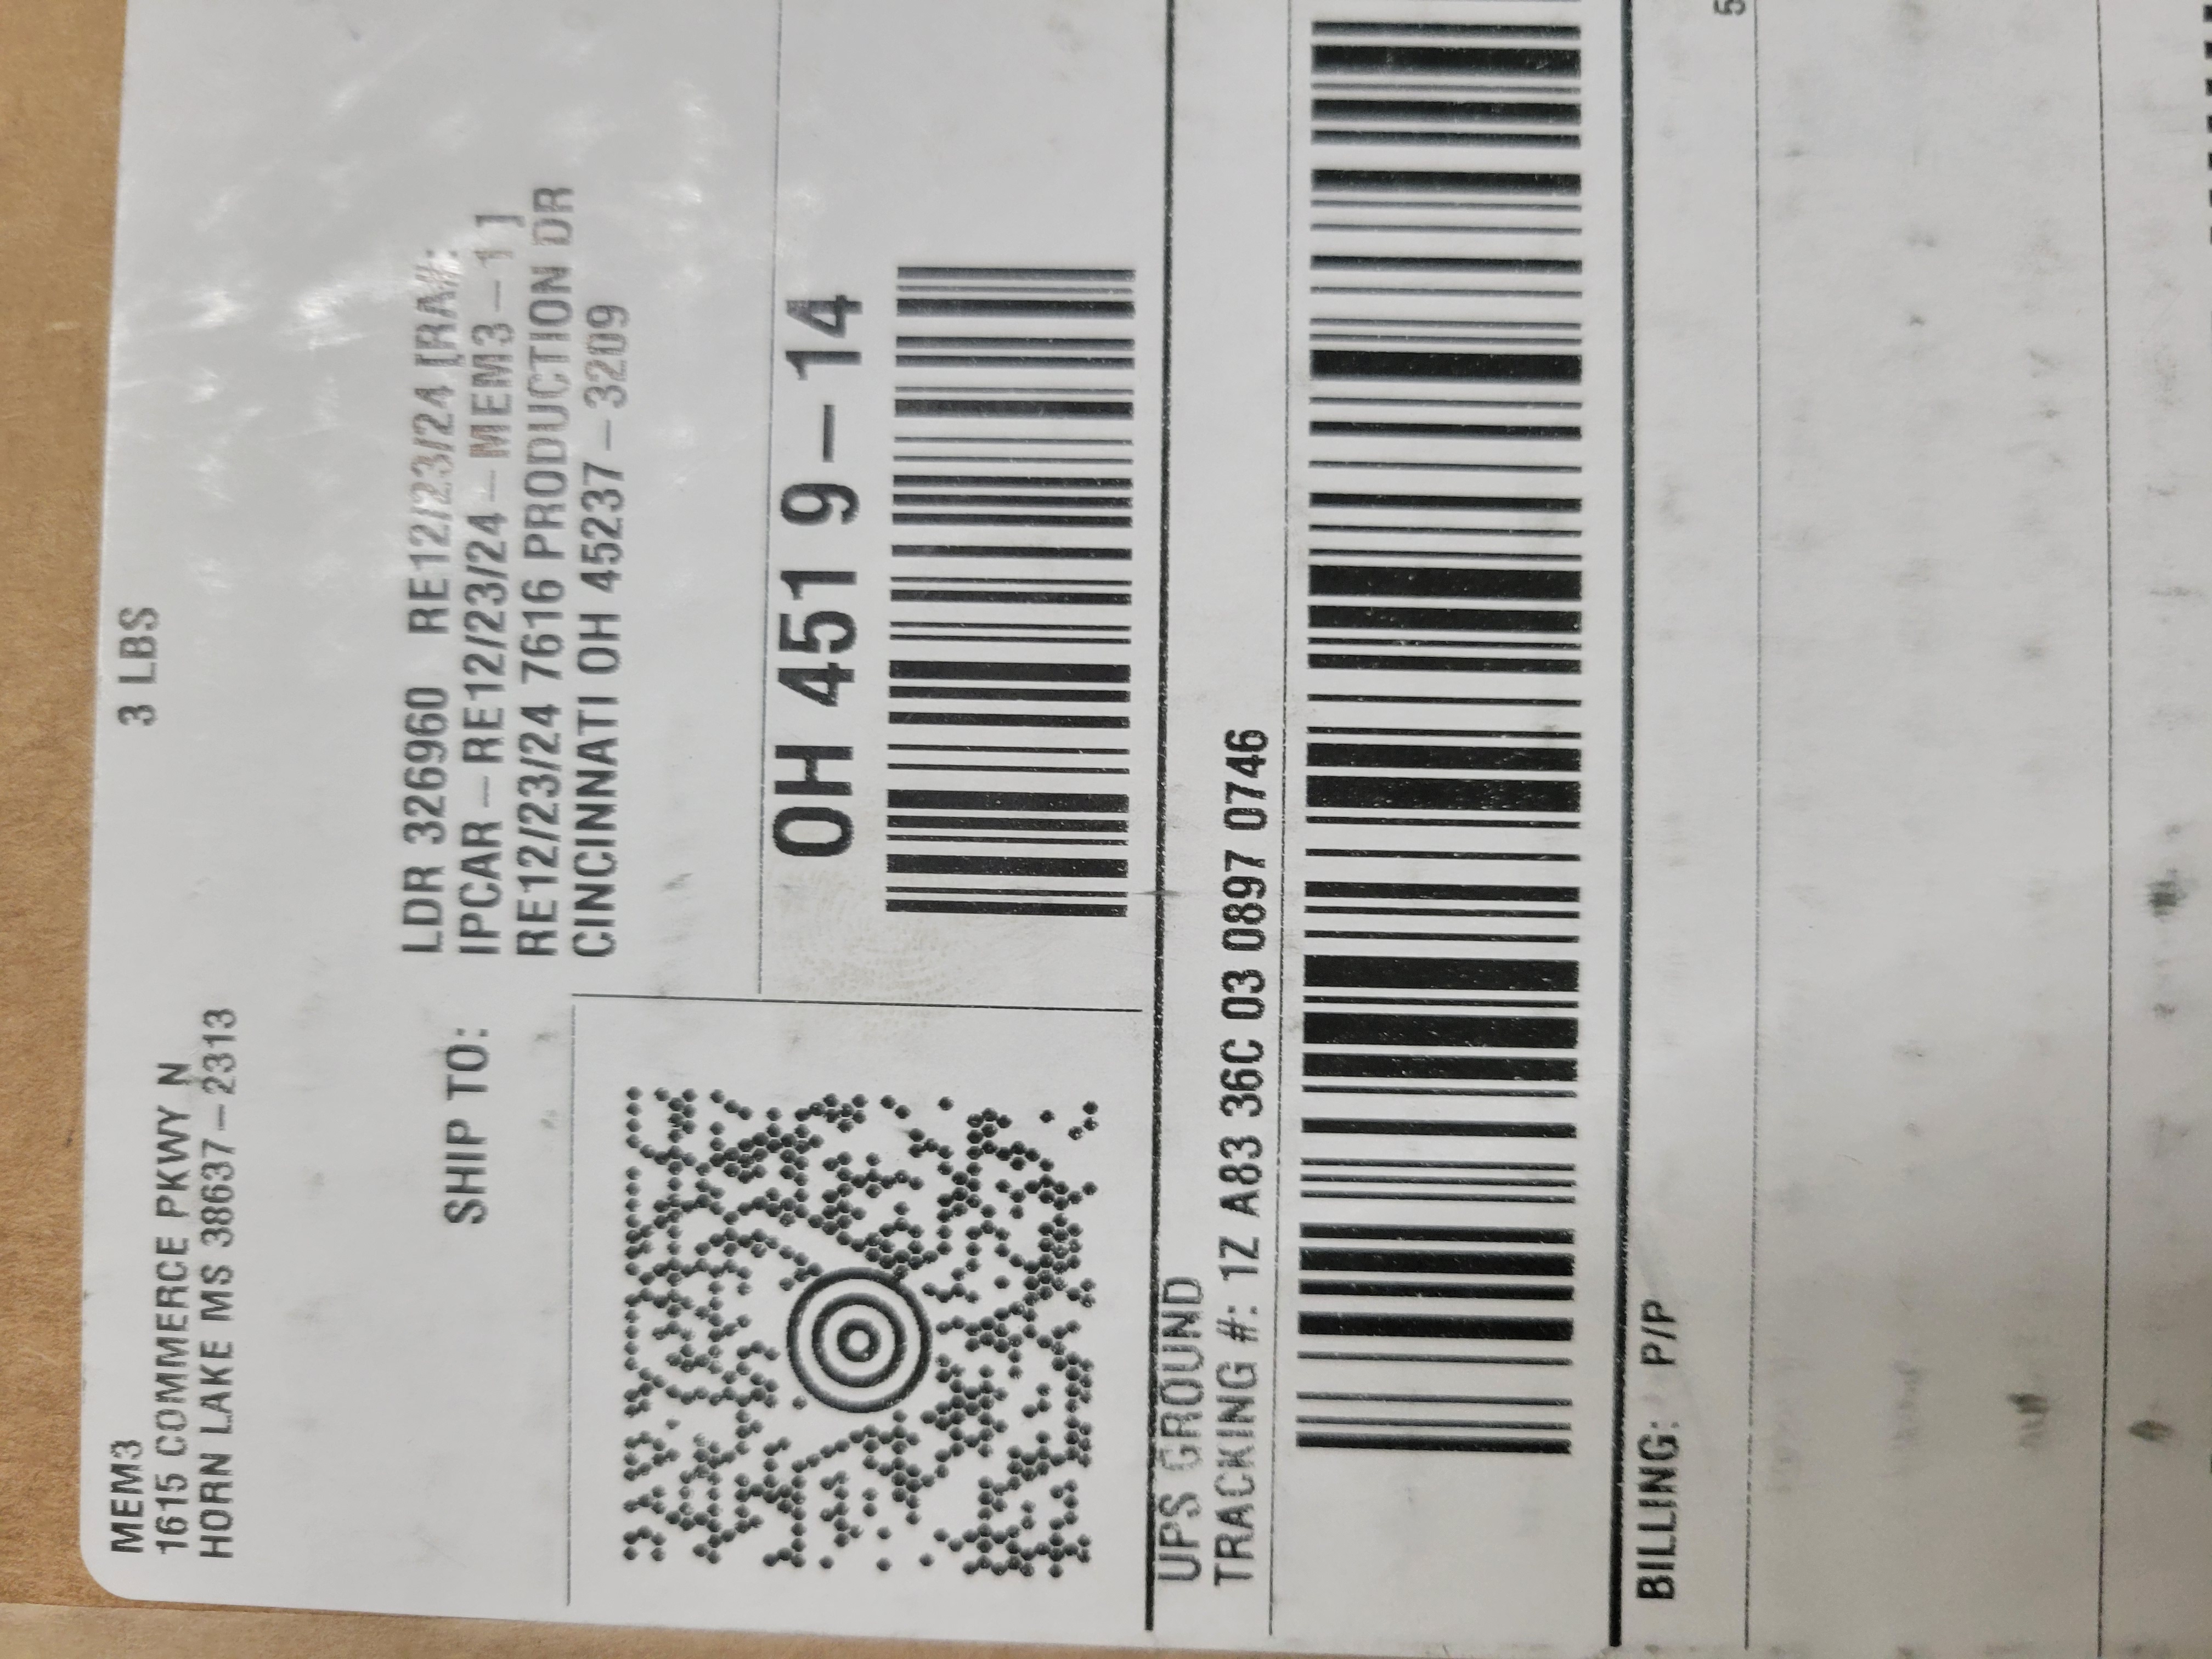 MEM3
1615 COMMERCE PKWY N
HORN LAKE MS 38637-2313
3 LBS
SHIP TO:
LDR 326960 RE12/23/24 [RA#:
IPCAR-RE12/23/24-MEM3-1 ]
RE12/23/24 7616 PRODUCTION DR
CINCINNATI OH 45237-3209
OH 451 9-14
UPS GROUND
TRACKING #: 1Z A83 36C 03 0897 0746
BILLING: P/P
5